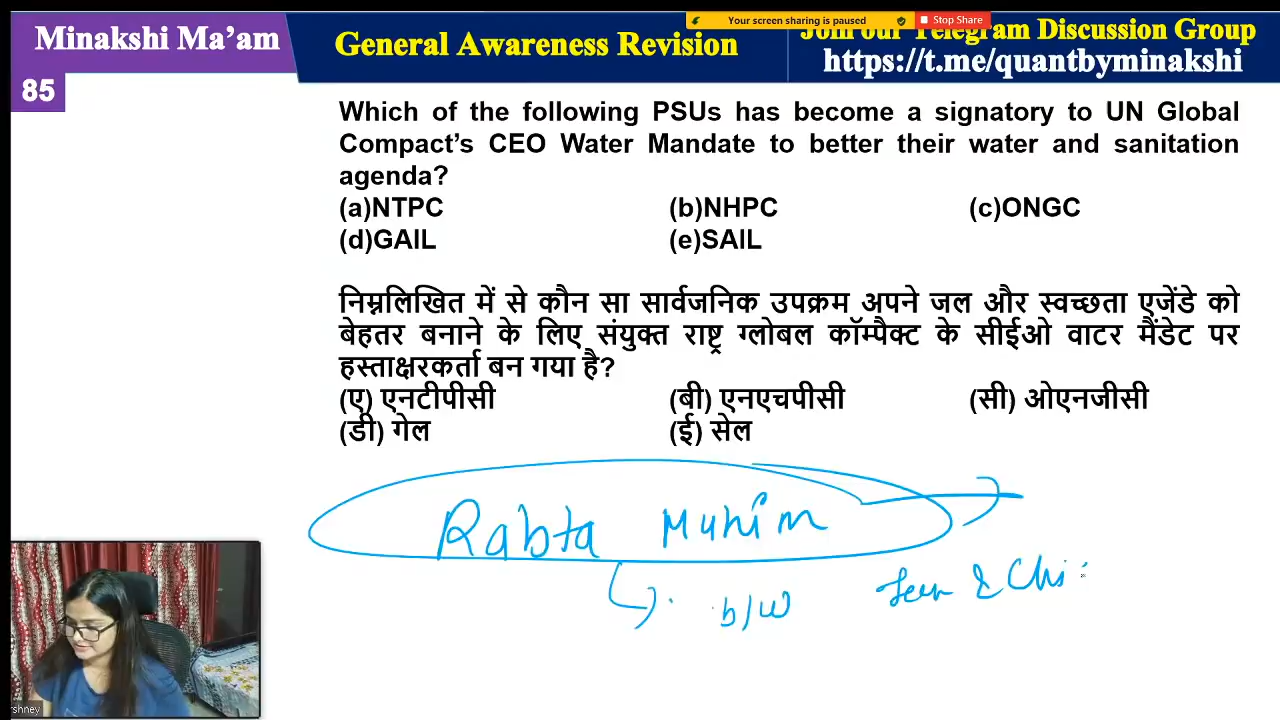 Your screen sharing is paused Stop Share
Minakshi Ma'am
General Awareness Revision
Join our Telegram Discussion Group
https://t.me/quantbyminakshi
85
Which of the following PSUs has become a signatory to UN Global
Compact's CEO Water Mandate to better their water and sanitation
agenda?
(a)NTPC (b)NHPC (c)ONGC
(d)GAIL (e)SAIL
निम्नलिखित में से कौन सा सार्वजनिक उपक्रम अपने जल और स्वच्छता एजेंडे को
बेहतर बनाने के लिए संयुक्त राष्ट्र ग्लोबल कॉम्पैक्ट के सीईओ वाटर मैंडेट पर
हस्ताक्षरकर्ता बन गया है?
(ए) एनटीपीसी (बी) एनएचपीसी (सी) ओएनजीसी
(डी) गेल (ई) सेल
Rabta Muhim
b/w & Chi
rshney